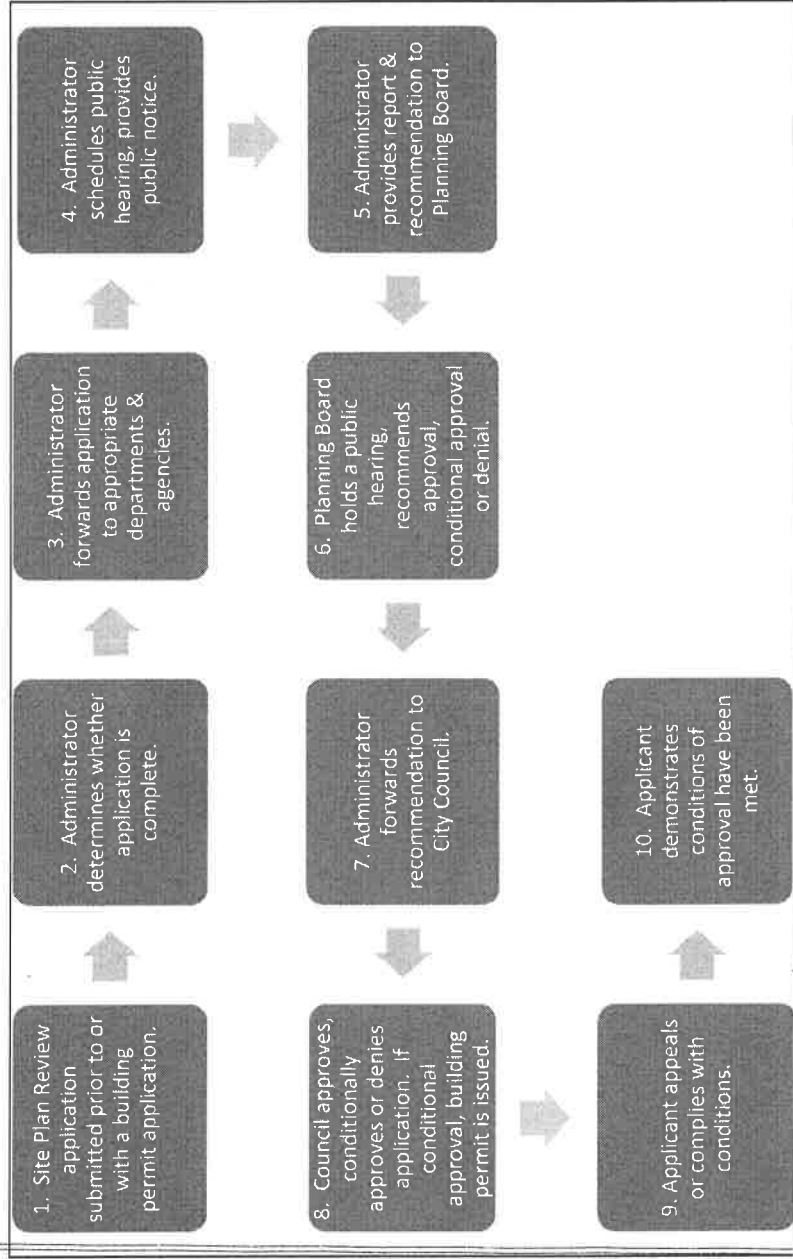 1. Site Plan Review
application
submitted prior to or
with a building
permit application.
2. Administrator
determines whether
application is
complete.
3. Administrator
forwards application
to appropriate
departments &
agencies.
4. Administrator
schedules public
hearing, provides
public notice.
5. Administrator
provides report &
recommendation to
Planning Board.
6. Planning Board
holds a public
hearing,
recommends
approval,
conditional approval
or denial.
7. Administrator
forwards
recommendation to
City Council.
8. Council approves,
conditionally
approves or denies
application. If
conditional
approval, building
permit is issued.
9. Applicant appeals
or complies with
conditions.
10. Applicant
demonstrates
conditions of
approval have been
met.